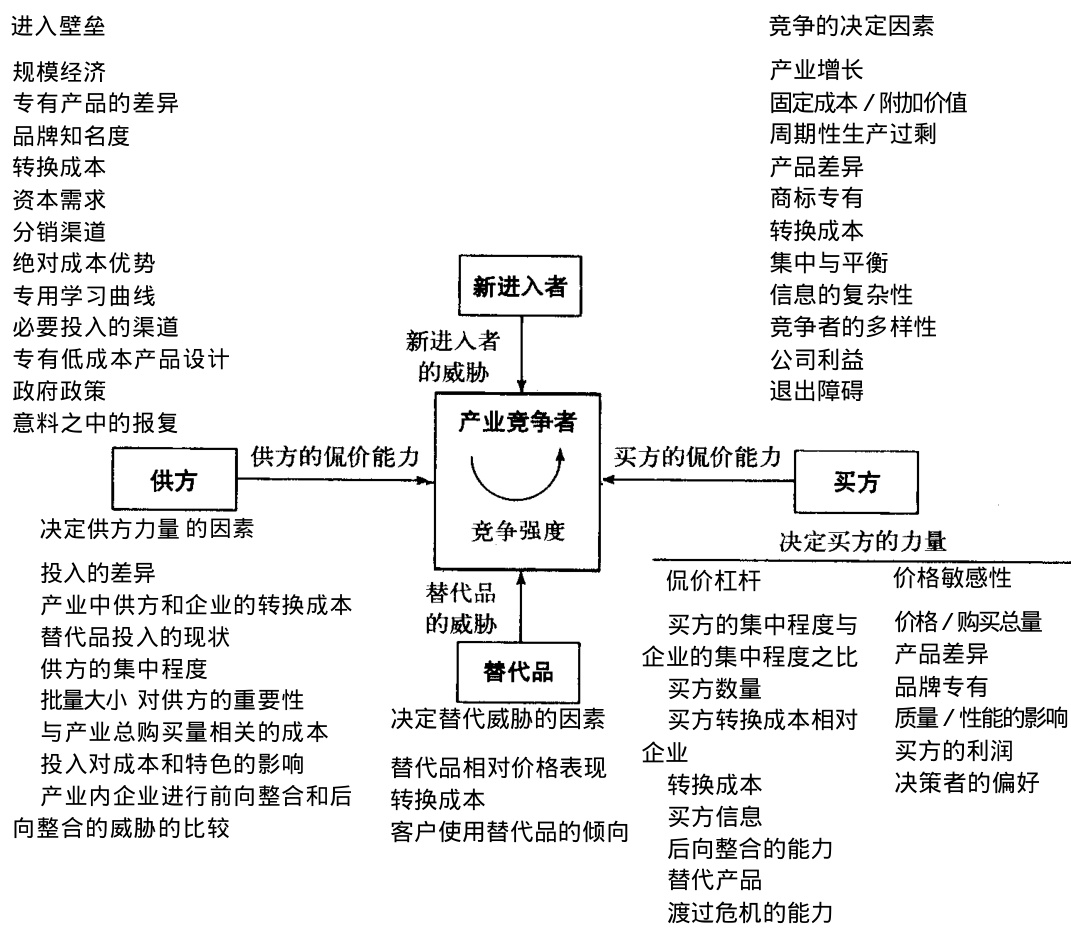 进入壁垒
规模经济
专有产品的差异
品牌知名度
转换成本
资本需求
分销渠道
绝对成本优势
专用学习曲线
必要投入的渠道
专有低成本产品设计
政府政策
意料之中的报复
竞争的决定因素
产业增长
固定成本 / 附加价值
周期性生产过剩
产品差异
商标专有
转换成本
集中与平衡
信息的复杂性
竞争者的多样性
公司利益
退出障碍
新进入者
新进入者
的威胁
产业竞争者
竞争强度
供方
供方的侃价能力
买方的侃价能力
买方
决定供方力量 的因素
投入的差异
产业中供方和企业的转换成本
替代品投入的现状
供方的集中程度
批量大小 对供方的重要性
与产业总购买量相关的成本
投入对成本和特色的影响
产业内企业进行前向整合和后
向整合的威胁的比较
替代品
的威胁
替代品
决定替代威胁的因素
替代品相对价格表现
转换成本
客户使用替代品的倾向
决定买方的力量
侃价杠杆
买方的集中程度与
企业的集中程度之比
买方数量
买方转换成本相对
企业
转换成本
买方信息
后向整合的能力
替代产品
渡过危机的能力
价格敏感性
价格 / 购买总量
产品差异
品牌专有
质量 / 性能的影响
买方的利润
决策者的偏好